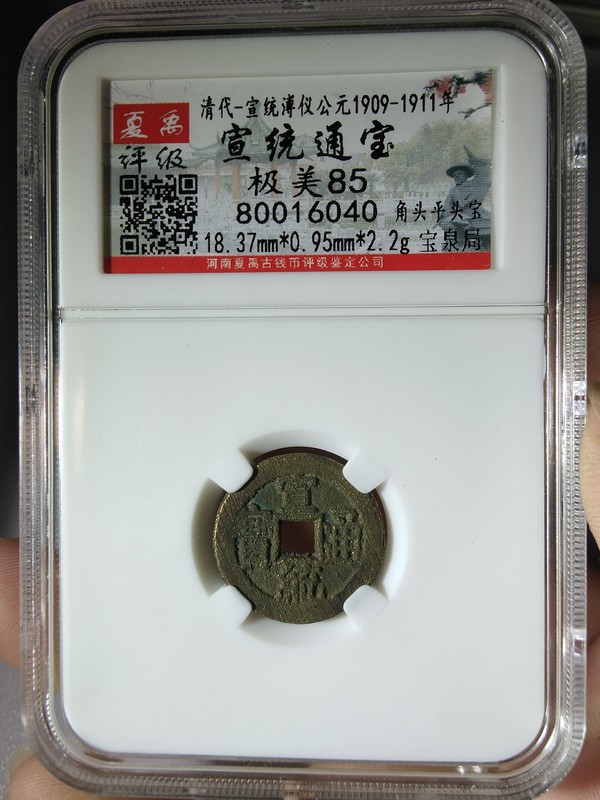 清代-宣统溥仪公元1909-1911年
夏禹
评级
宣统通宝
极美85
80016040 角头平头宝
18.37mm*0.95mm*2.2g 宝泉局
河南夏禹古钱币评级鉴定公司
宣
寶 通
統